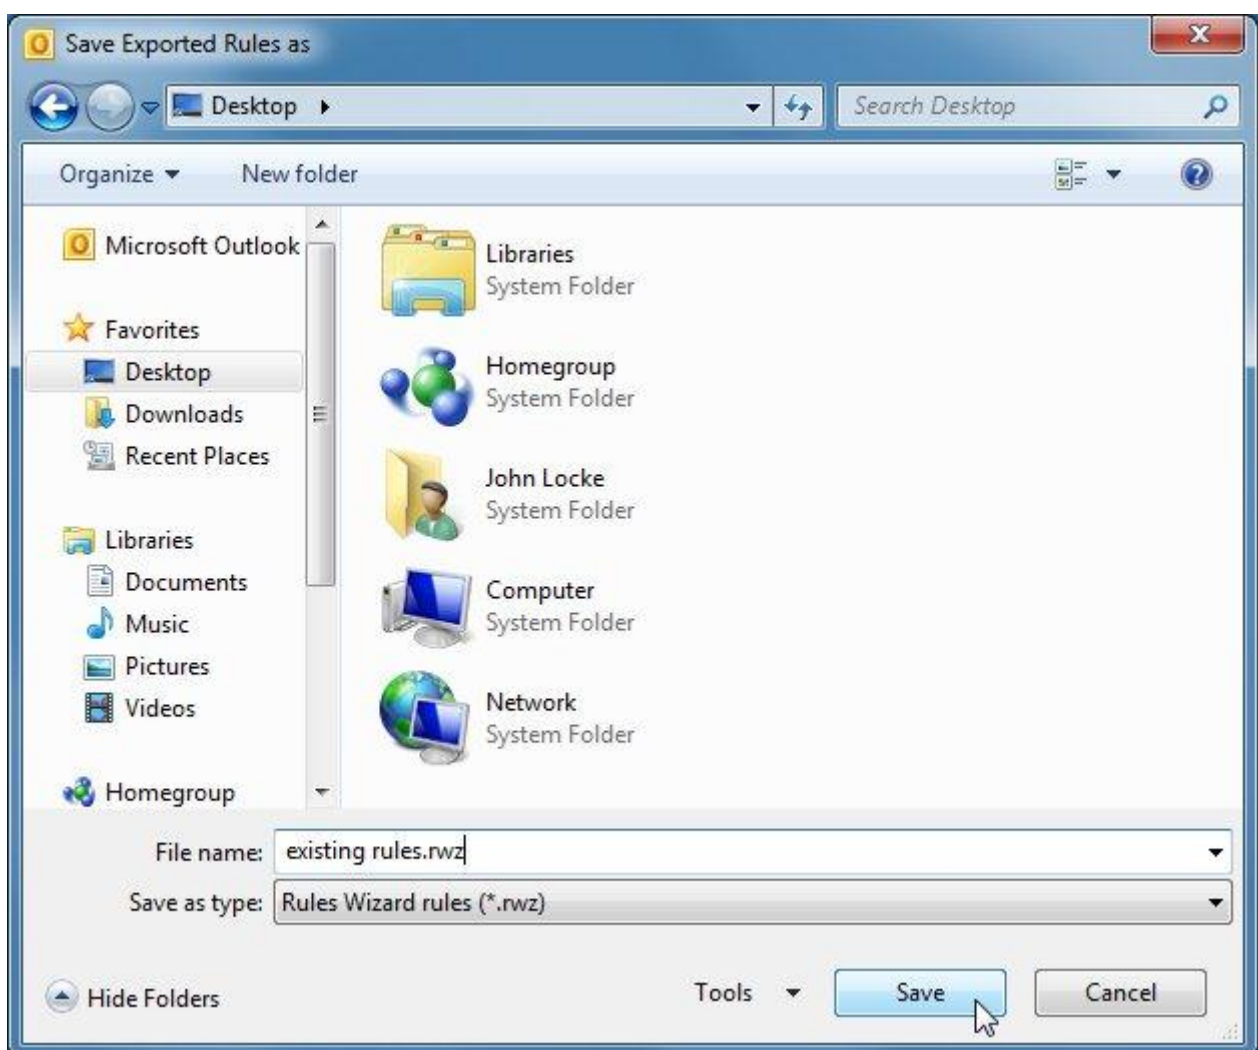 Save Exported Rules as
Desktop
Search Desktop
Organize
New folder
Microsoft Outlook
Favorites
Desktop
Downloads
Recent Places
Libraries
Documents
Music
Pictures
Videos
Homegroup
Libraries
System Folder
Homegroup
System Folder
John Locke
System Folder
Computer
System Folder
Network
System Folder
File name: existing rules.rwz
Save as type: Rules Wizard rules (*.rwz)
Hide Folders
Tools
Save
Cancel